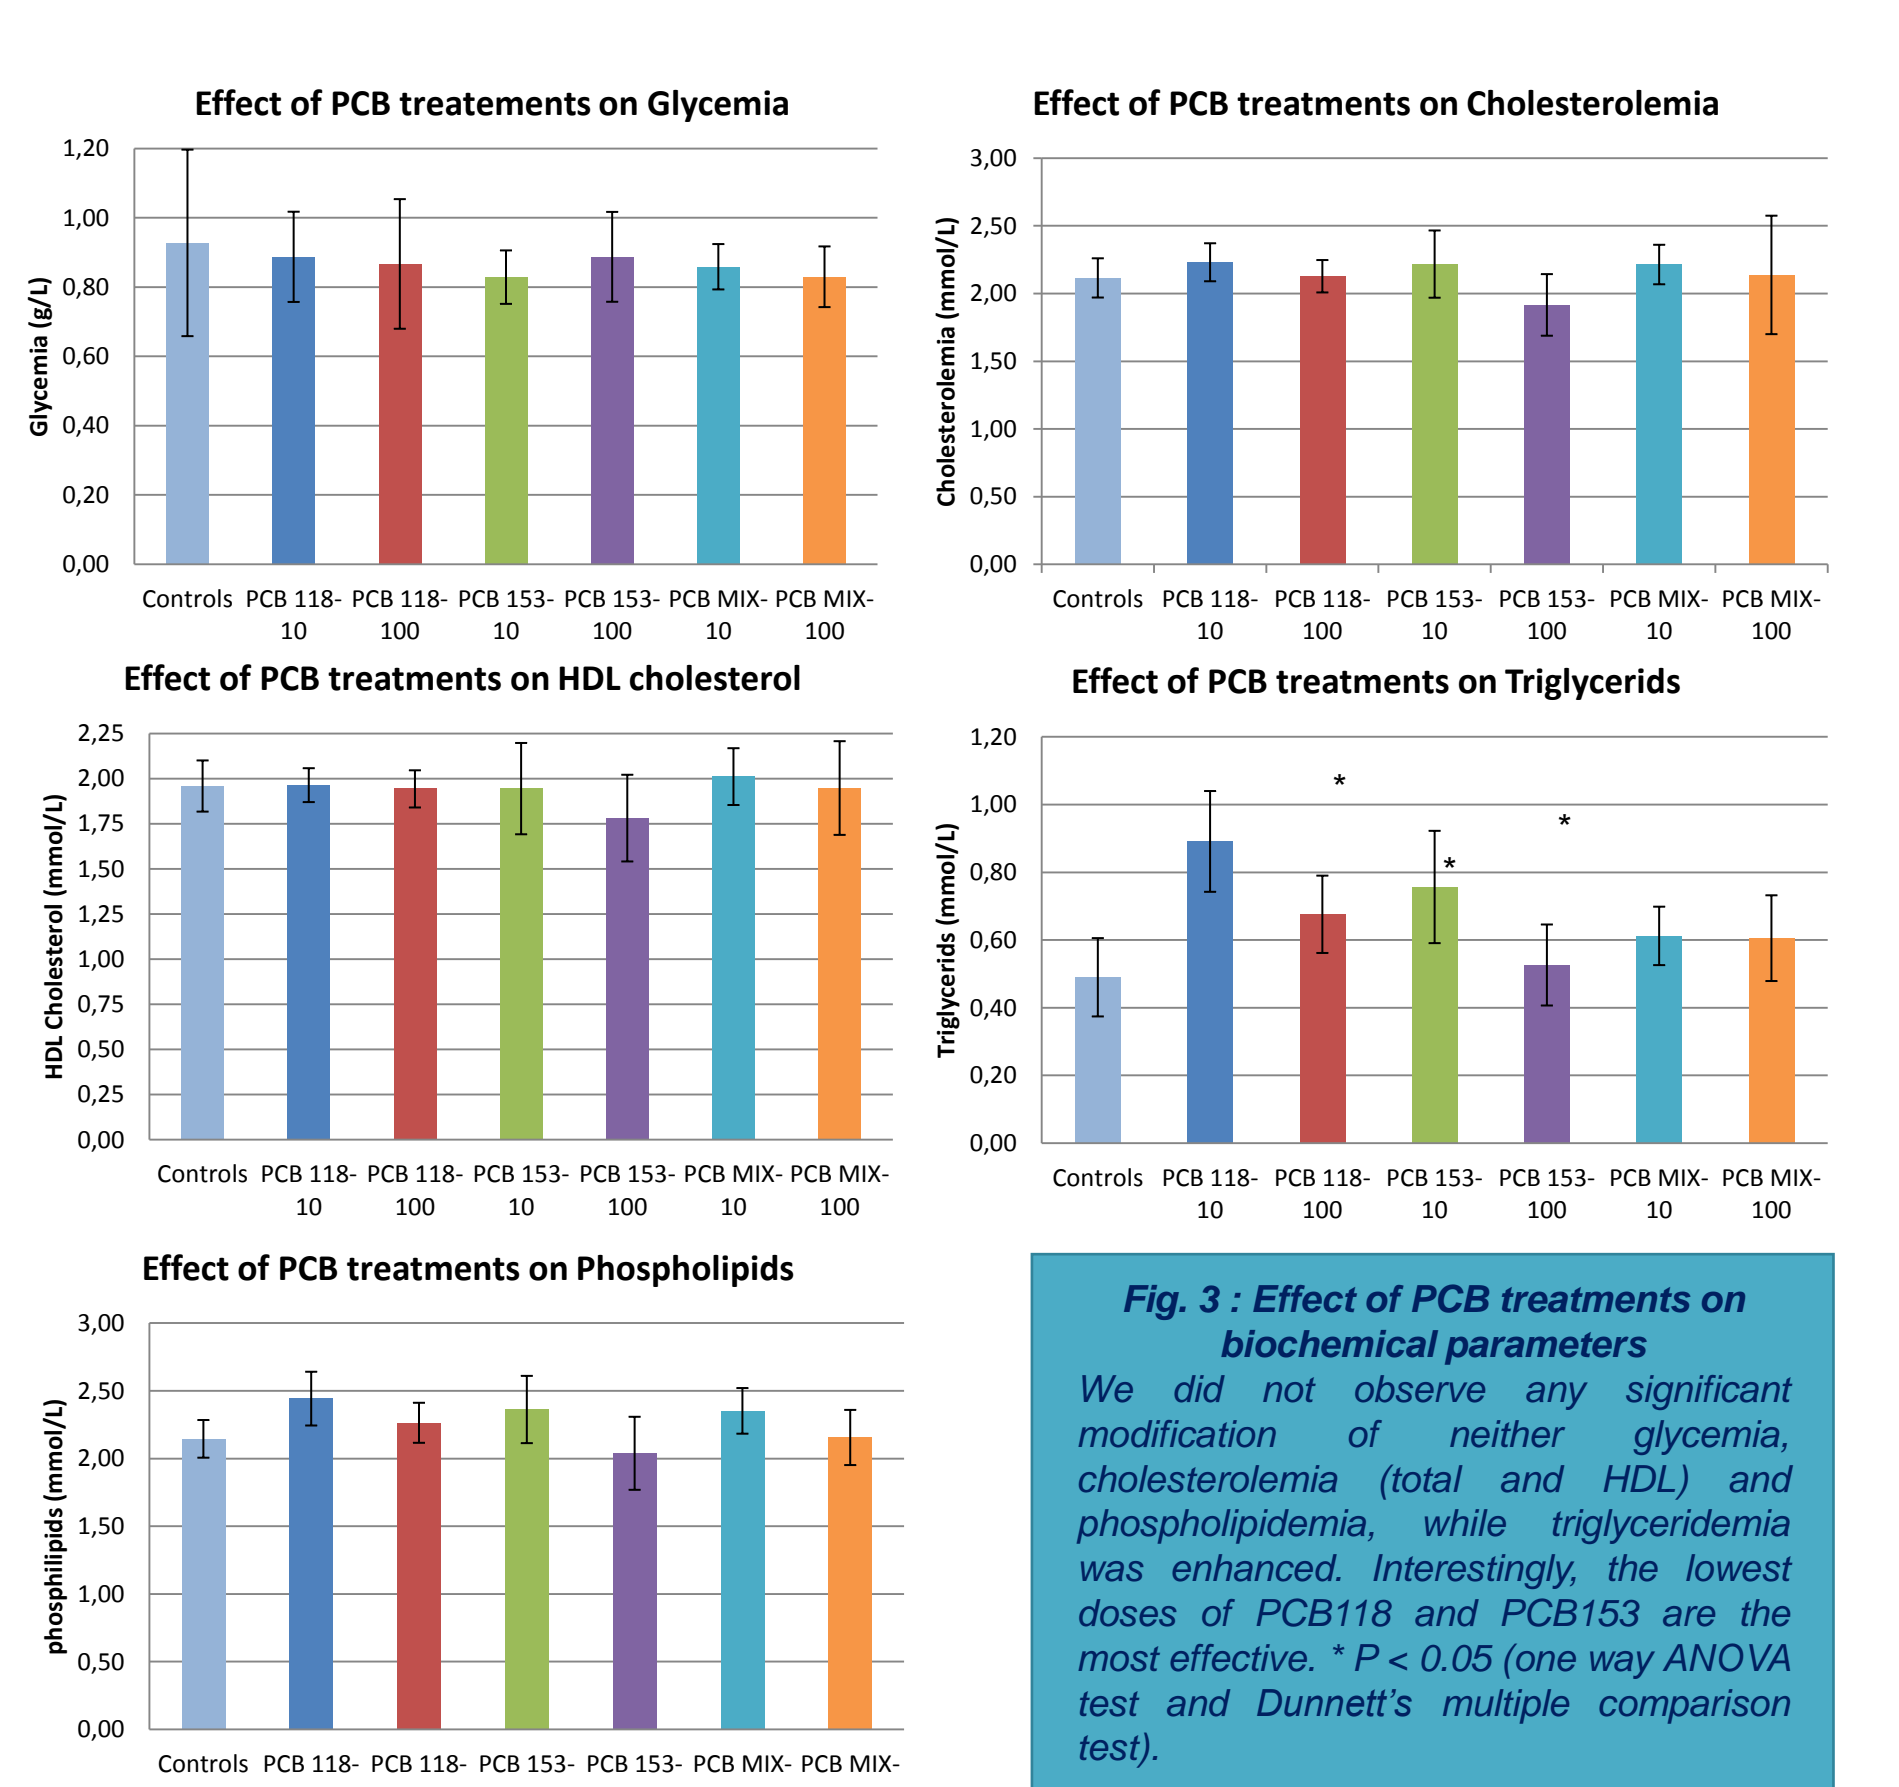 Effect of PCB treatements on Glycemia
Glycemia (g/L)
1,20
1,00
0,80
0,60
0,40
0,20
0,00
Controls PCB 118- PCB 118- PCB 153- PCB 153- PCB MIX- PCB MIX-
10 100 10 100 10 100
Effect of PCB treatments on Cholesterolemia
Cholesterolemia (mmol/L)
3,00
2,50
2,00
1,50
1,00
0,50
0,00
Controls PCB 118- PCB 118- PCB 153- PCB 153- PCB MIX- PCB MIX-
10 100 10 100 10 100
Effect of PCB treatments on HDL cholesterol
HDL Cholesterol (mmol/L)
2,25
2,00
1,75
1,50
1,25
1,00
0,75
0,50
0,25
0,00
Controls PCB 118- PCB 118- PCB 153- PCB 153- PCB MIX- PCB MIX-
10 100 10 100 10 100
Effect of PCB treatments on Triglycerids
Triglycerids (mmol/L)
1,20
1,00
0,80
0,60
0,40
0,20
0,00
*
*
*
Controls PCB 118- PCB 118- PCB 153- PCB 153- PCB MIX- PCB MIX-
10 100 10 100 10 100
Effect of PCB treatments on Phospholipids
phosphilipids (mmol/L)
3,00
2,50
2,00
1,50
1,00
0,50
0,00
Controls PCB 118- PCB 118- PCB 153- PCB 153- PCB MIX- PCB MIX-
Fig. 3 : Effect of PCB treatments on
biochemical parameters
We did not observe any significant
modification of neither glycemia,
cholesterolemia (total and HDL) and
phospholipidemia, while triglyceridemia
was enhanced. Interestingly, the lowest
doses of PCB118 and PCB153 are the
most effective. * P < 0.05 (one way ANOVA
test and Dunnett’s multiple comparison
test).